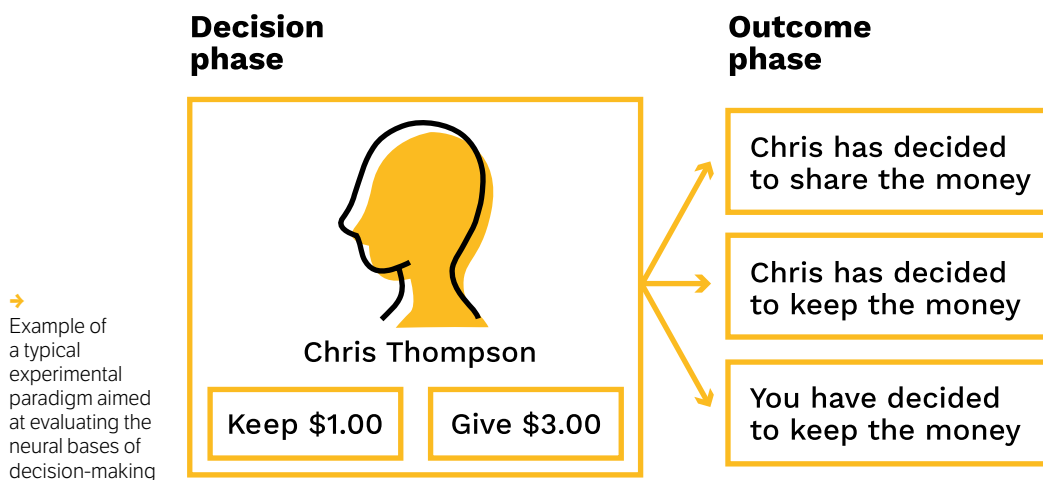 Decision
phase
Outcome
phase
Chris has decided
to share the money
Chris has decided
to keep the money
You have decided
to keep the money
Chris Thompson
Keep $1.00
Give $3.00
→
Example of
a typical
experimental
paradigm aimed
at evaluating the
neural bases of
decision-making